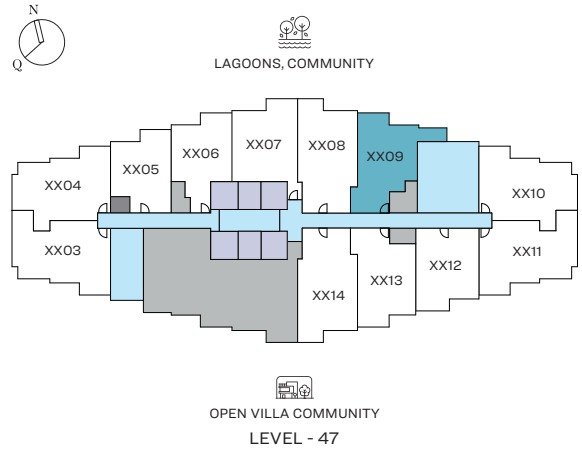 N
Q
LAGOONS, COMMUNITY
XX07
XX08
XX06
XX09
XX05
XX04
XX10
XX03
XX11
XX12
XX13
XX14
OPEN VILLA COMMUNITY
LEVEL - 47